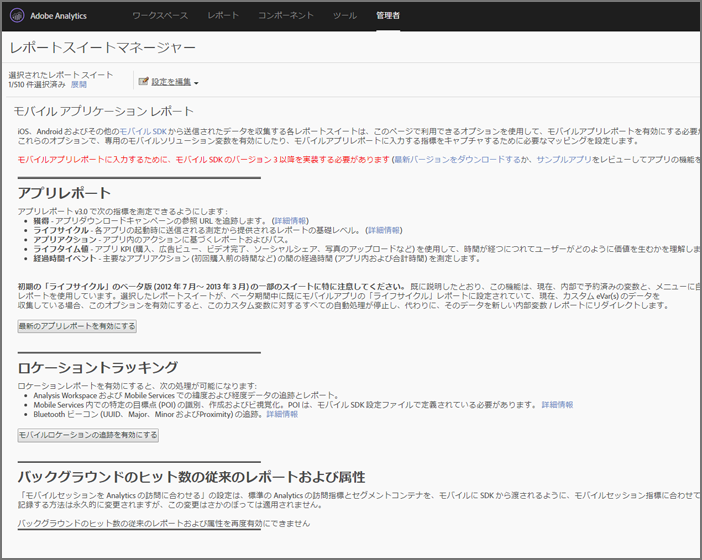 Adobe Analytics ワークスペース レポート コンポーネント ツール 管理者
レポートスイートマネージャー
選択されたレポート スイート
1/510 件選択済み 展開
設定を編集
モバイル アプリケーション レポート
iOS、Android およびその他のモバイル SDK から送信されたデータを収集する各レポートスイートは、このページで利用できるオプションを使用して、モバイルアプリレポートを有効にする必要が
これらのオプションで、専用のモバイルソリューション変数を有効にしたり、モバイルアプリレポートに入力する指標をキャプチャするために必要なマッピングを設定します。
モバイルアプリレポートに入力するために、モバイル SDK のバージョン 3 以降を実装する必要があります (最新バージョンをダウンロードするか、サンプルアプリをレビューしてアプリの機能を
アプリレポート
アプリレポート v3.0 で次の指標を測定できるようにします :
• 獲得 - アプリダウンロードキャンペーンの参照 URL を追跡します。 (詳細情報)
• ライフサイクル - 各アプリの起動時に送信される測定から提供されるレポートの基礎レベル。 (詳細情報)
• アプリアクション - アプリ内のアクションに基づくレポートおよびパス。
• ライフタイム値 - アプリ KPI (購入、広告ビュー、ビデオ完了、ソーシャルシェア、写真のアップロードなど) を使用して、時間が経つにつれてユーザーがどのように価値を生むかを理解しま
• 経過時間イベント - 主要なアプリアクション (初回購入前の時間など) の間の経過時間 (アプリ内および合計時間) を測定します。
初期の「ライフサイクル」のベータ版 (2012 年 7 月～ 2013 年 3 月) の一部のスイートに特に注意してください。 既に説明したとおり、この機能は、現在、内部で予約済みの変数と、メニューに自
レポートを使用しています。選択したレポートスイートが、ベータ期間中に既にモバイルアプリの「ライフサイクル」レポートに設定されていて、現在、カスタム eVar(s) のデータを
収集している場合、このオプションを有効にすると、このカスタム変数に対するすべての自動処理が停止し、代わりに、そのデータを新しい内部変数 / レポートにリダイレクトします。
最新のアプリレポートを有効にする
ロケーショントラッキング
ロケーションレポートを有効にすると、次の処理が可能になります:
• Analysis Workspace および Mobile Services での緯度および経度データの追跡とレポート。
• Mobile Services 内での特定の目標点 (POI) の識別、作成およびビ視覚化。POI は、モバイル SDK 設定ファイルで定義されている必要があります。 詳細情報
• Bluetooth ビーコン (UUID、Major、Minor およびProximity) の追跡。詳細情報
モバイルロケーションの追跡を有効にする
バックグラウンドのヒット数の従来のレポートおよび属性
「モバイルセッションを Analytics の訪問に合わせる」の設定は、標準の Analytics の訪問指標とセグメントコンテナを、モバイルに SDK から渡されるように、モバイルセッション指標に合わせて
記録する方法は永久的に変更されますが、この変更はさかのぼっては適用されません。
バックグラウンドのヒット数の従来のレポートおよび属性を再度有効にできません